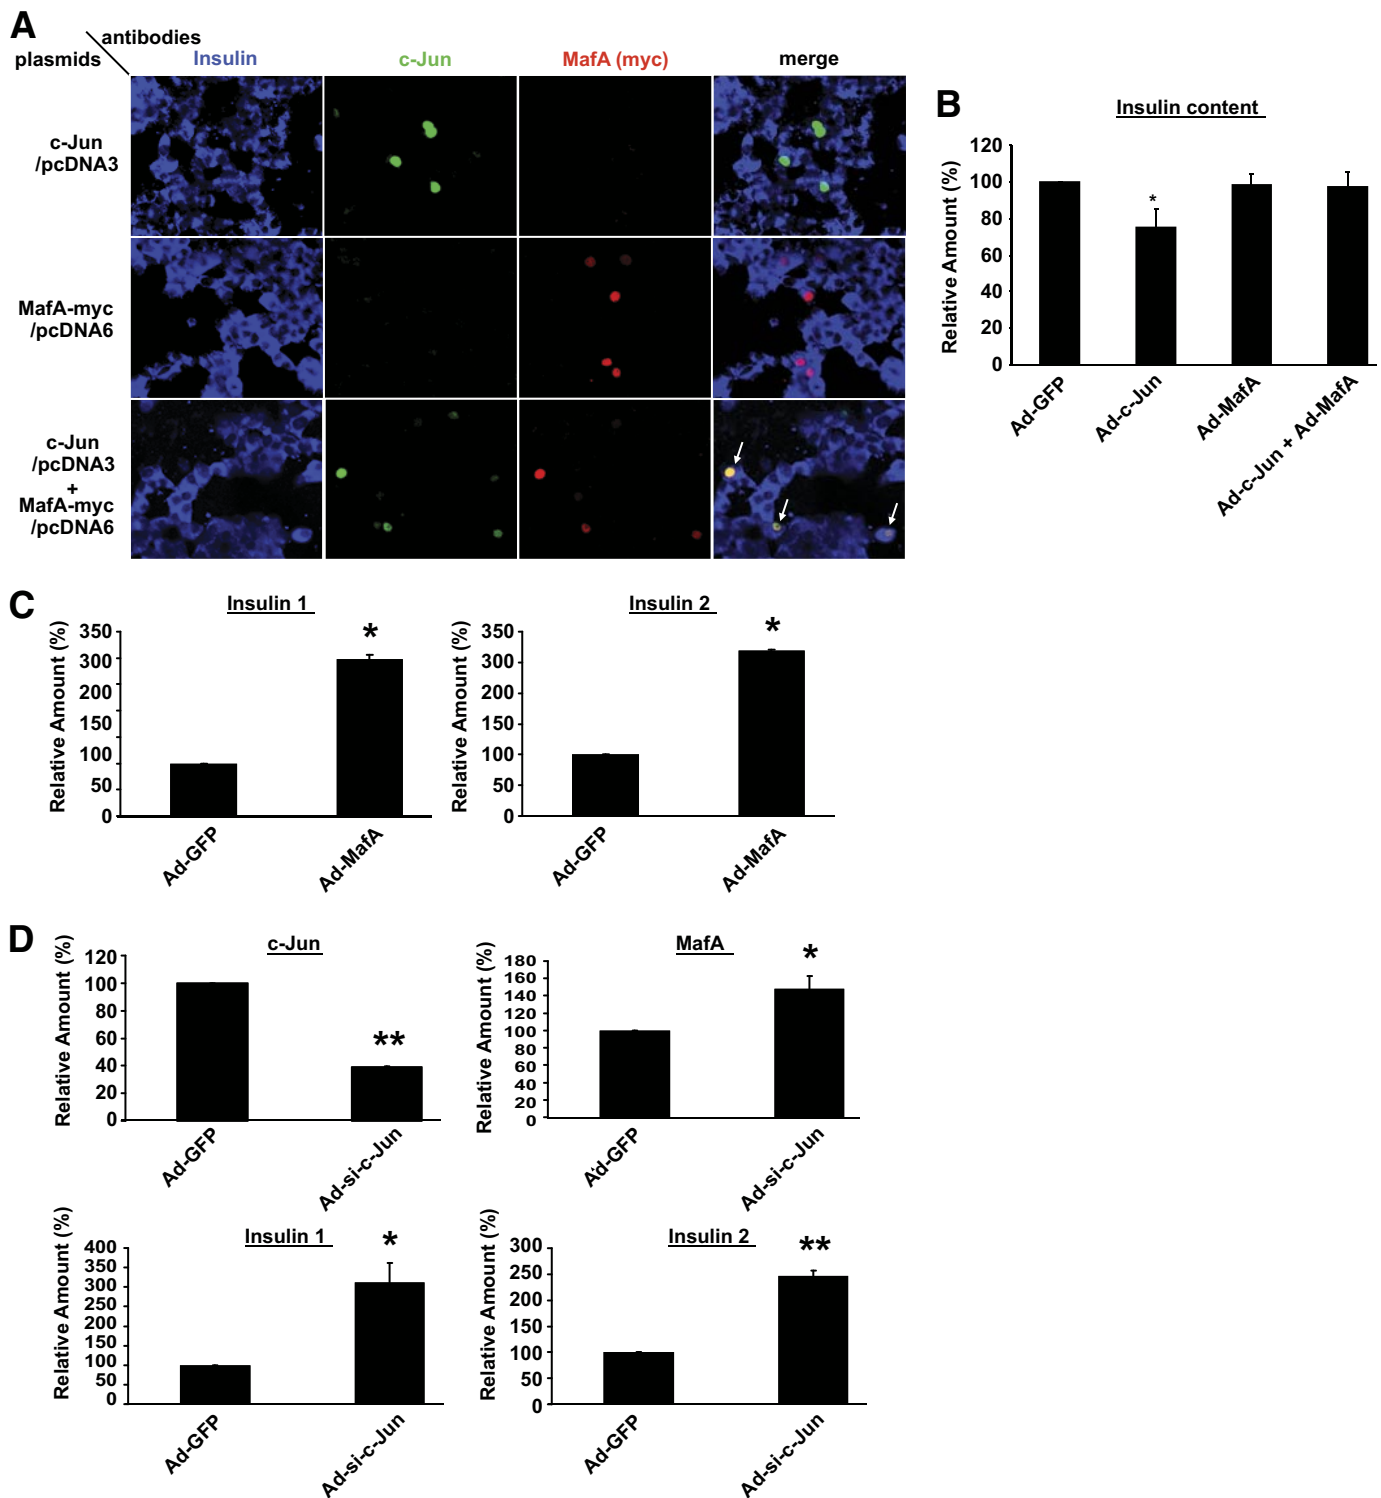 A
antibodies
plasmids
Insulin
c-Jun
MafA (myc)
merge
c-Jun
/pcDNA3
MafA-myc
/pcDNA6
c-Jun
/pcDNA3
+
MafA-myc
/pcDNA6
B
Insulin content
Relative Amount (%)
120
100
80
60
40
20
0
*
Ad-GFP
Ad-c-Jun
Ad-MafA
Ad-c-Jun + Ad-MafA
C
Insulin 1
Relative Amount (%)
350
300
200
150
100
50
0
*
Ad-GFP
Ad-MafA
Insulin 2
Relative Amount (%)
350
300
200
150
100
50
0
*
Ad-GFP
Ad-MafA
D
c-Jun
Relative Amount (%)
120
100
80
60
40
20
0
**
Ad-GFP
Ad-si-c-Jun
MafA
Relative Amount (%)
180
160
140
120
100
80
60
40
20
0
*
Ad-GFP
Ad-si-c-Jun
Insulin 1
Relative Amount (%)
400
350
300
250
200
150
100
50
0
*
Ad-GFP
Ad-si-c-Jun
Insulin 2
Relative Amount (%)
300
250
200
150
100
50
0
**
Ad-GFP
Ad-si-c-Jun